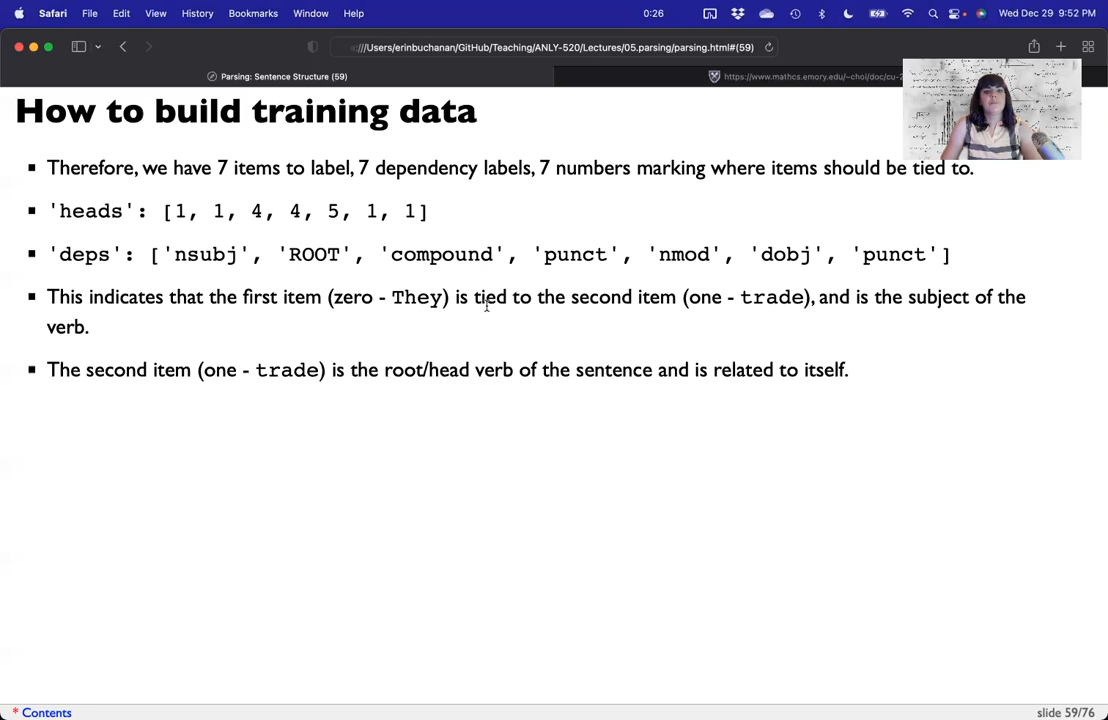 Safari File Edit View History Bookmarks Window Help 0:26 Wed Dec 29 9:52 PM
///Users/erinbuchanan/GitHub/Teaching/ANLY-520/Lectures/05.parsing/parsing.html#(59)
Parsing: Sentence Structure (59) https://www.mathcs.emory.edu/~choi/doc/cu-2
How to build training data
Therefore, we have 7 items to label, 7 dependency labels, 7 numbers marking where items should be tied to.
'heads': [1, 1, 4, 4, 5, 1, 1]
'deps': ['nsubj', 'ROOT', 'compound', 'punct', 'nmod', 'dobj', 'punct']
This indicates that the first item (zero - They) is tied to the second item (one - trade), and is the subject of the
verb.
The second item (one - trade) is the root/head verb of the sentence and is related to itself.
* Contents slide 59/76